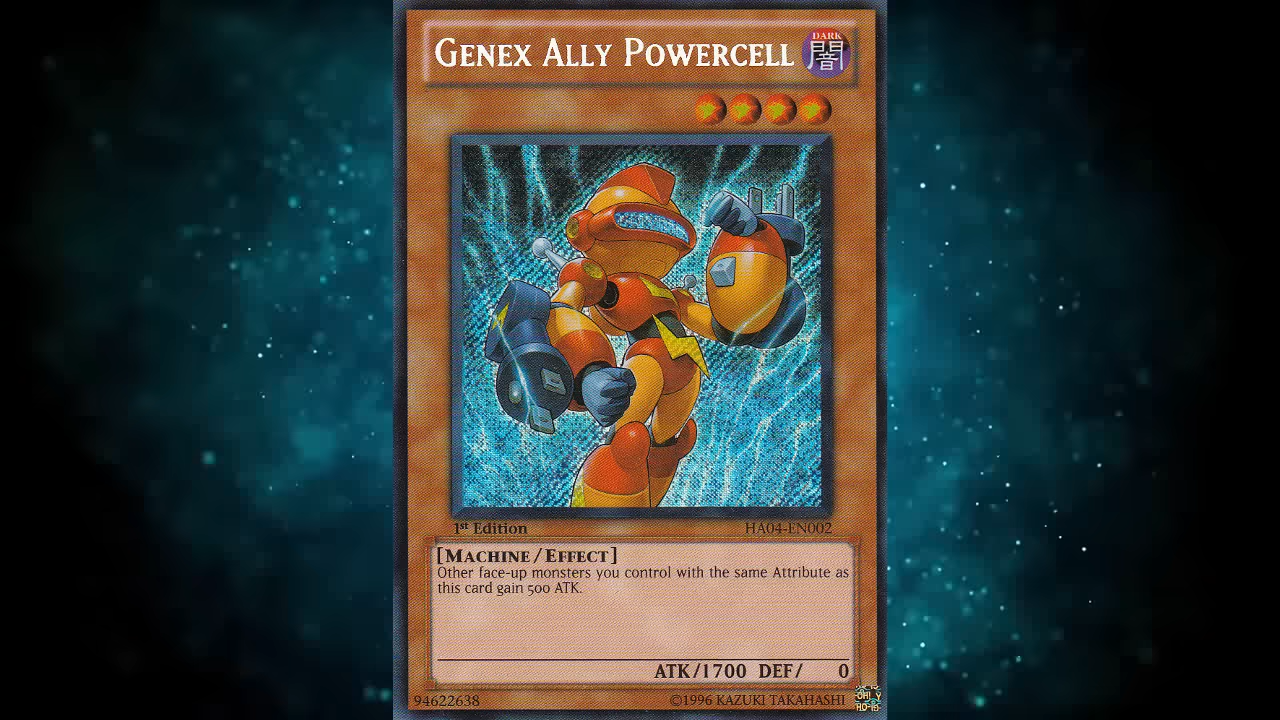 GENEX ALLY POWERCELL
DARK
闇
1st Edition
HA04-EN002
[MACHINE/EFFECT]
Other face-up monsters you control with the same Attribute as
this card gain 500 ATK.
ATK/1700 DEF/ 0
94622638
©1996 KAZUKI TAKAHASHI